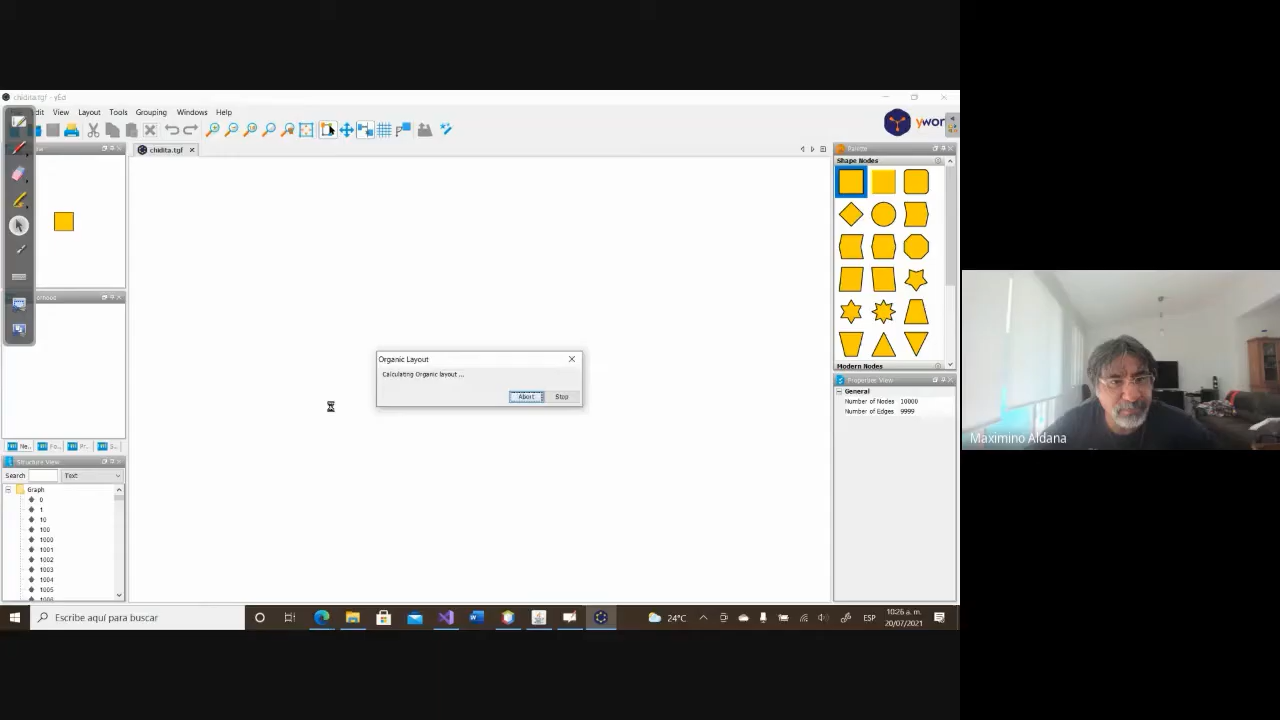 chidita.tgf - yEd
View Layout Tools Grouping Windows Help
chidita.tgf
Palette
Shape Nodes
Organic Layout
Calculating Organic layout ...
Abort Stop
Modern Nodes
Properties View
General
Number of Nodes 10000
Number of Edges 9999
Structure View
Search Text
Graph
0
1
10
100
1000
1001
1002
1003
1004
1005
Escribe aquí para buscar
24°C
ESP
10:26 a. m.
20/07/2021
Maximino Aldana